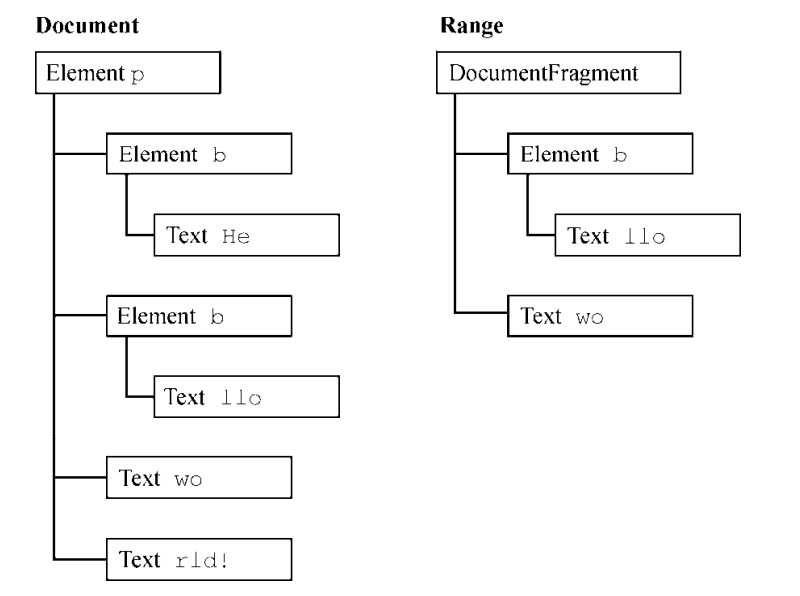 Document
Element p
Element b
Text He
Element b
Text llo
Text wo
Text rld!
Range
DocumentFragment
Element b
Text llo
Text wo